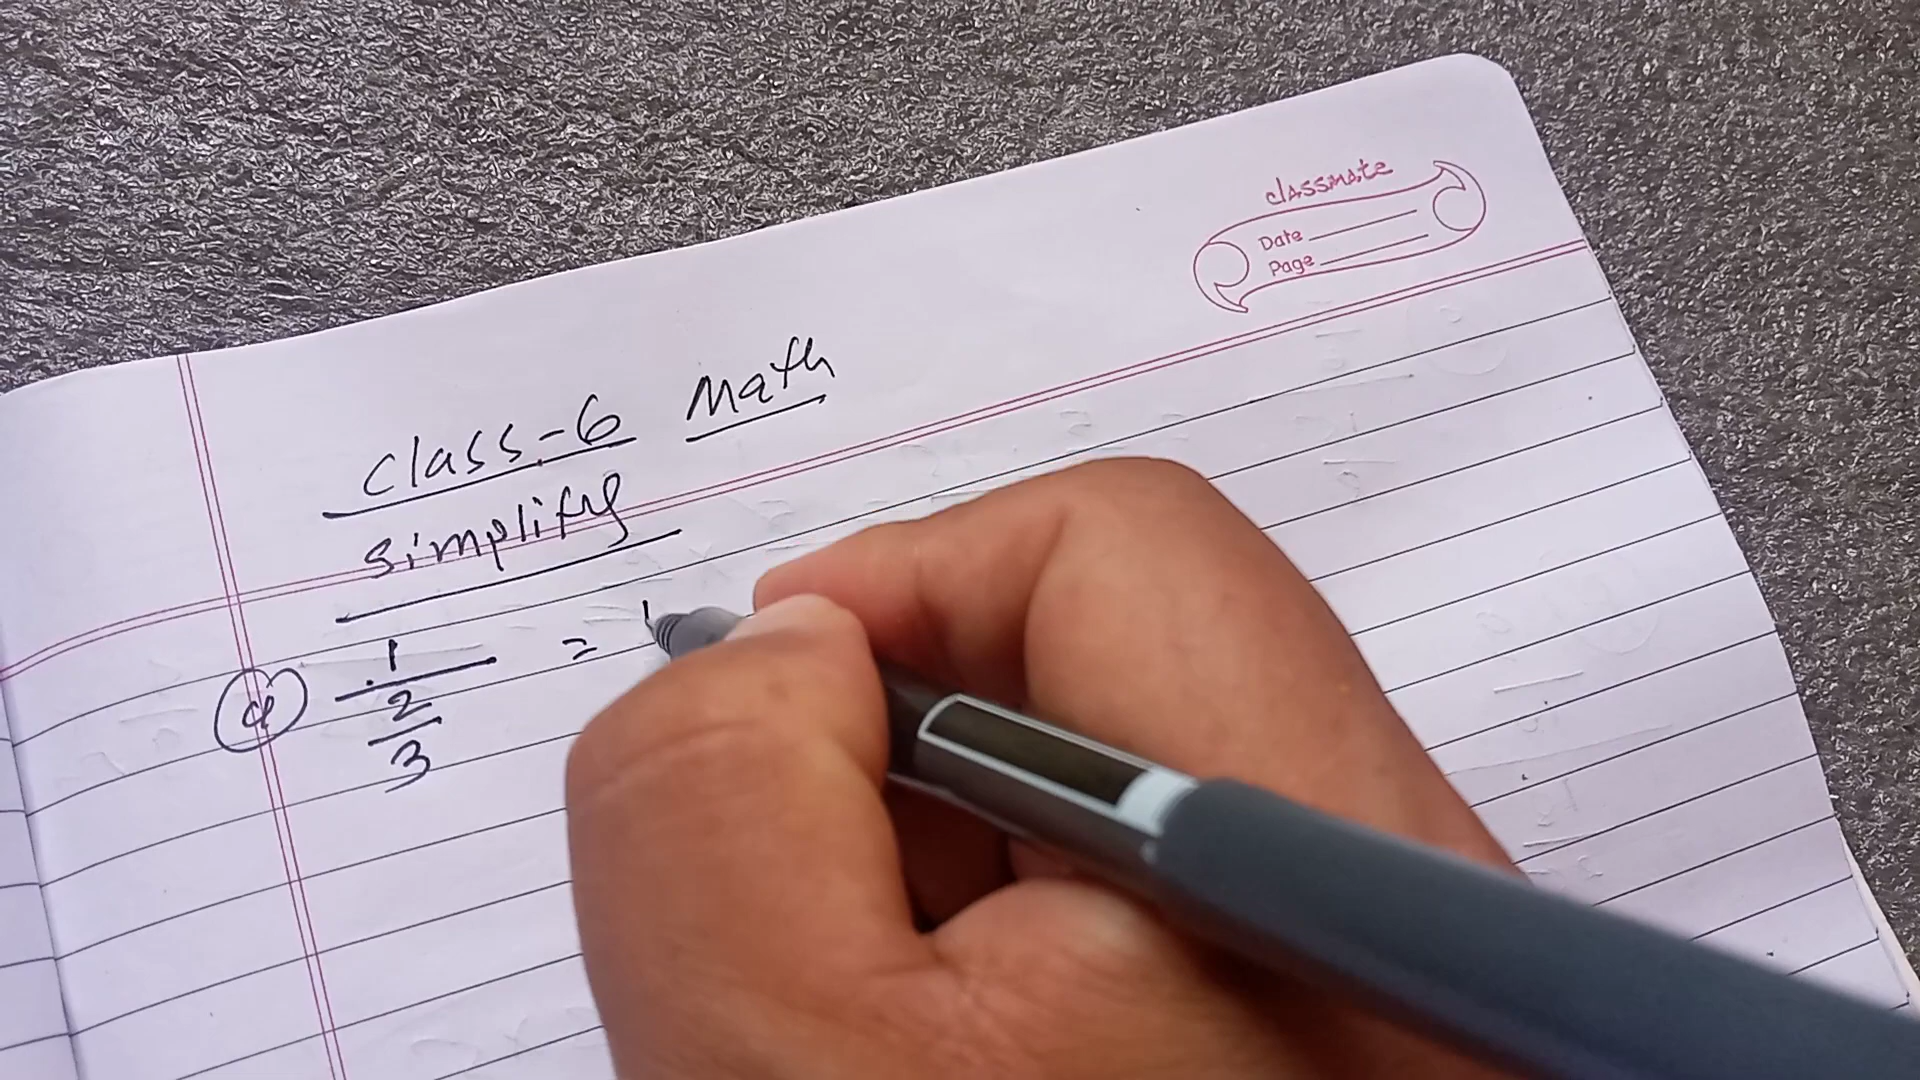 classmate
Date
Page
class-6 Math
simplify
a 1
2
3
= 1